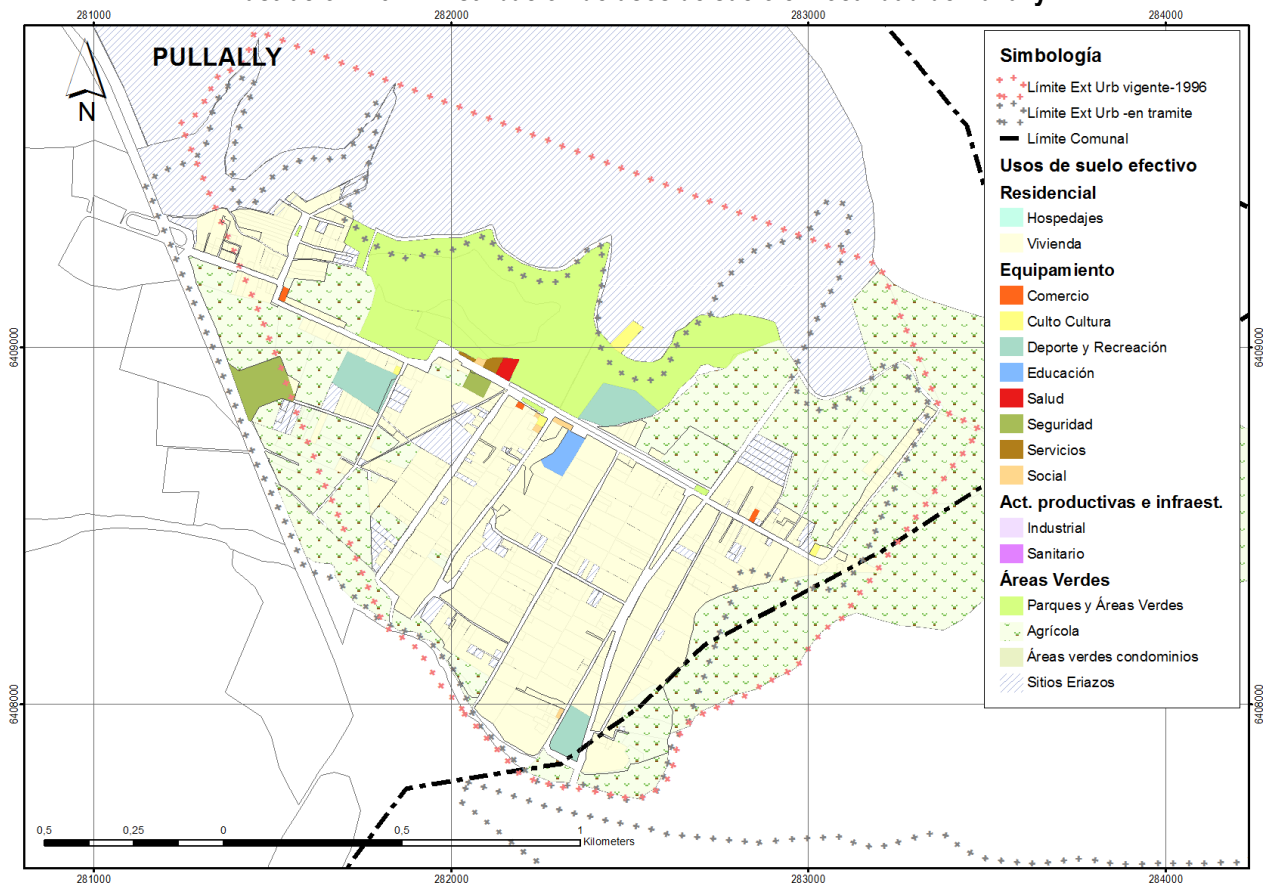 281000
282000
283000
284000
PULLALLY
N
6409000
6409000
6408000
6408000
Simbología
Límite Ext Urb vigente-1996
Límite Ext Urb -en tramite
Límite Comunal
Usos de suelo efectivo
Residencial
Hospedajes
Vivienda
Equipamiento
Comercio
Culto Cultura
Deporte y Recreación
Educación
Salud
Seguridad
Servicios
Social
Act. productivas e infraest.
Industrial
Sanitario
Áreas Verdes
Parques y Áreas Verdes
Agrícola
Áreas verdes condominios
Sitios Eriazos
0,5 0,25 0 0,5 1
Kilometers
281000
282000
283000
284000